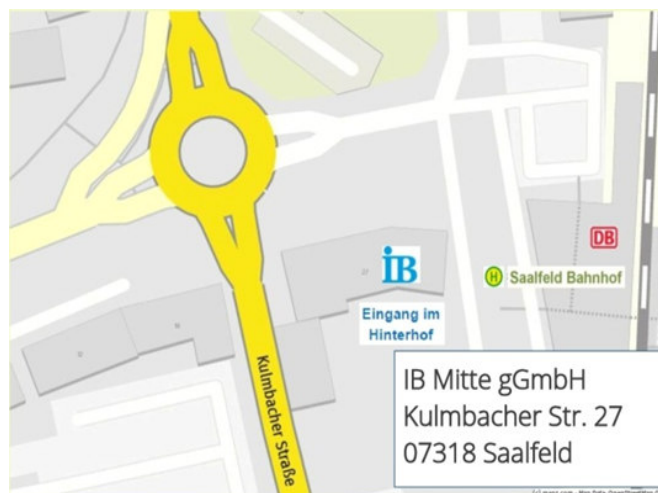 IB
DB
H Saalfeld Bahnhof
Eingang im
Hinterhof
Kulmbacher Straße
IB Mitte gGmbH
Kulmbacher Str. 27
07318 Saalfeld